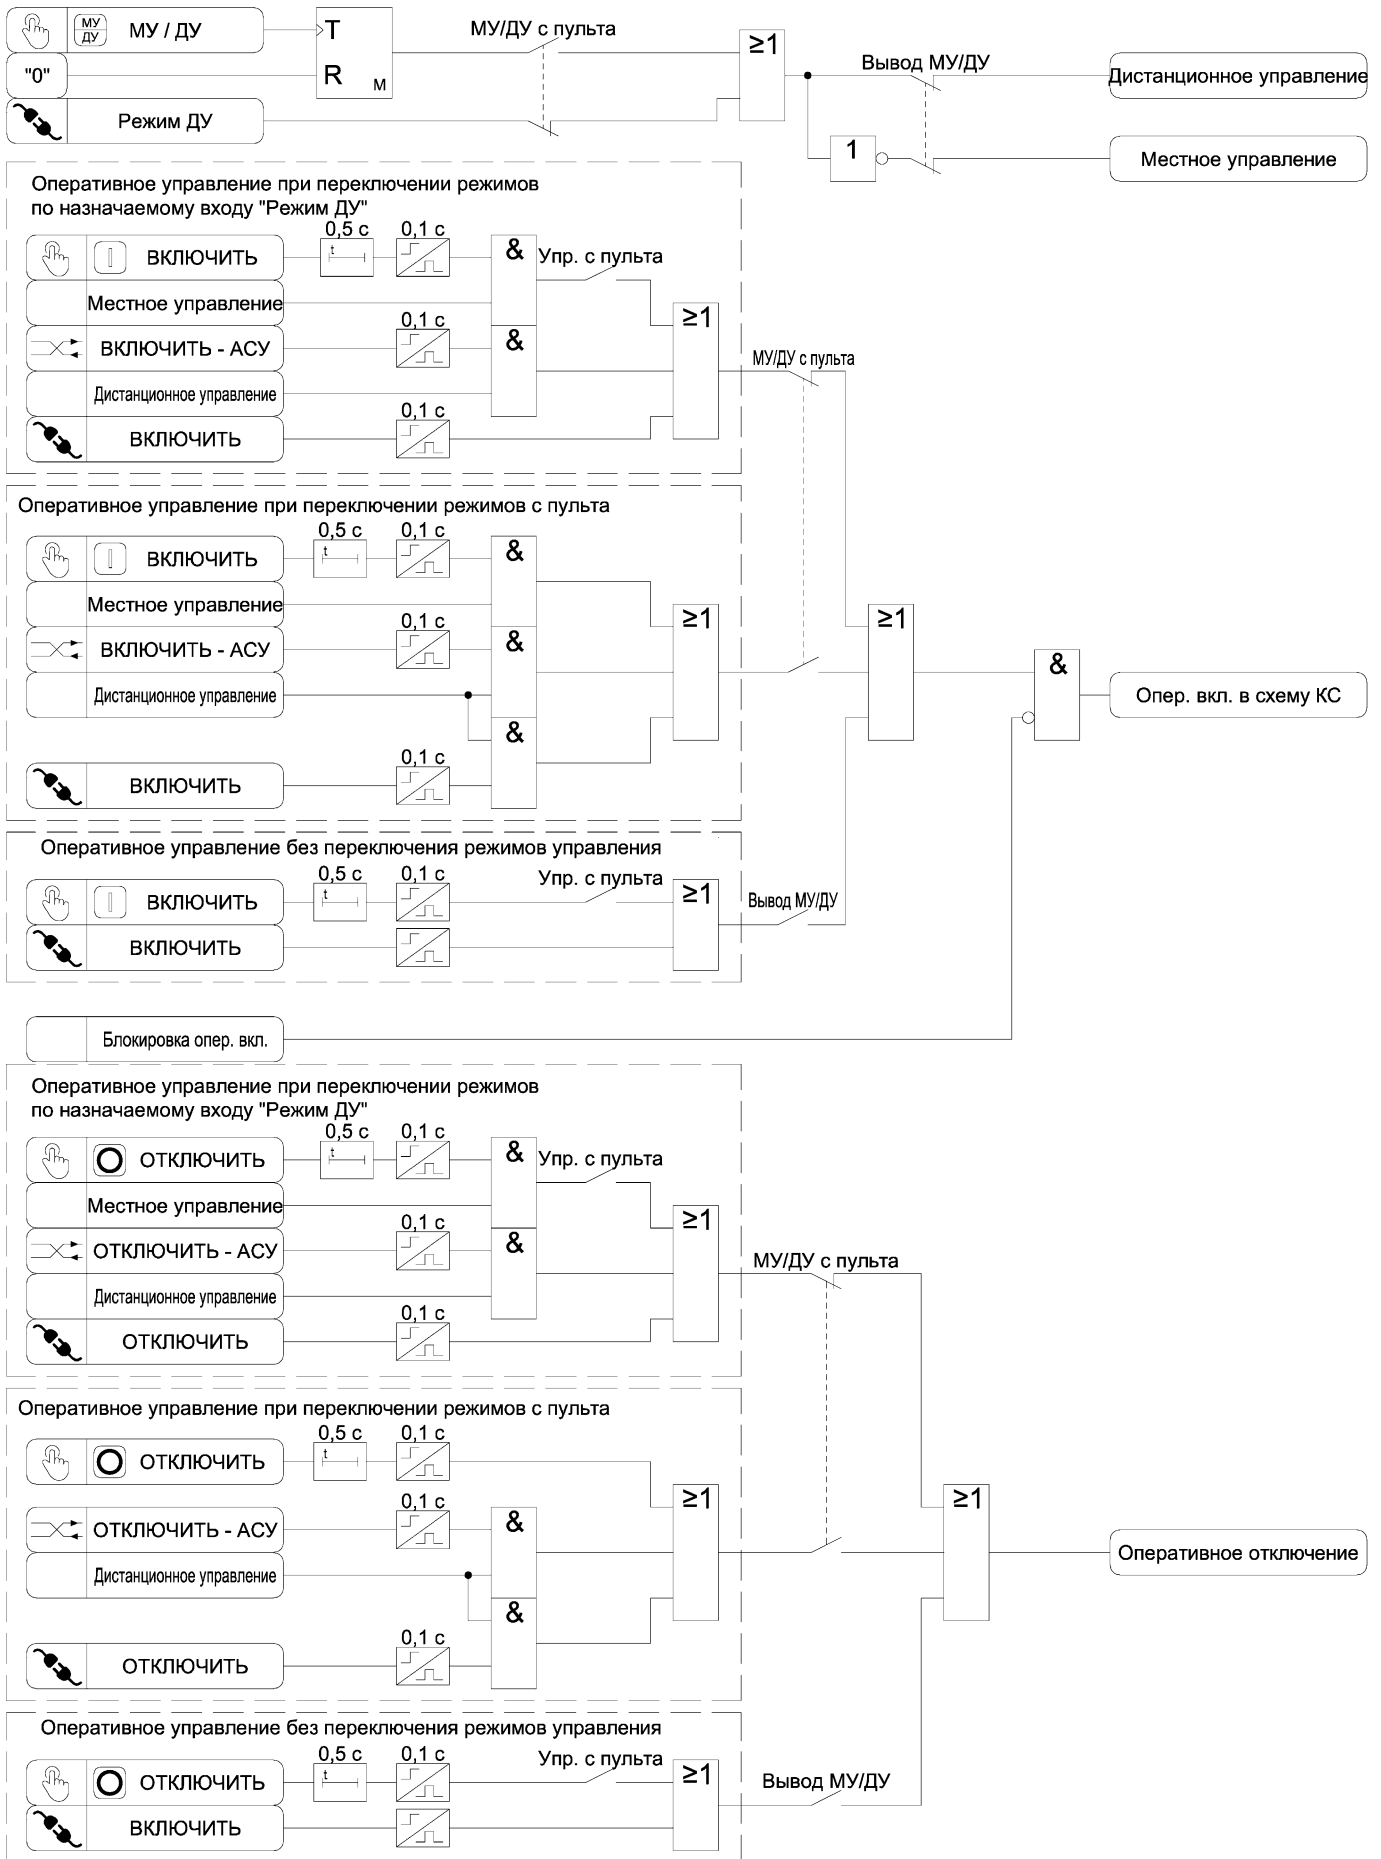 МУ
ДУ
МУ / ДУ
T
МУ/ДУ с пульта
≥1
Вывод МУ/ДУ
Дистанционное управление
"0"
R
M
Режим ДУ
1
Местное управление
Оперативное управление при переключении режимов
по назначаемому входу "Режим ДУ"
0,5 с
0,1 с
ВКЛЮЧИТЬ
&
Упр. с пульта
Местное управление
0,1 с
≥1
ВКЛЮЧИТЬ - АСУ
&
МУ/ДУ с пульта
Дистанционное управление
0,1 с
ВКЛЮЧИТЬ
Оперативное управление при переключении режимов с пульта
0,5 с
0,1 с
t
ВКЛЮЧИТЬ
&
Местное управление
0,1 с
≥1
≥1
ВКЛЮЧИТЬ - АСУ
&
&
Дистанционное управление
Опер. вкл. в схему КС
&
0,1 с
ВКЛЮЧИТЬ
Оперативное управление без переключения режимов управления
0,5 с
0,1 с
Упр. с пульта
t
ВКЛЮЧИТЬ
≥1
Вывод МУ/ДУ
ВКЛЮЧИТЬ
Блокировка опер. вкл.
Оперативное управление при переключении режимов
по назначаемому входу "Режим ДУ"
0,5 с
0,1 с
t
ОТКЛЮЧИТЬ
&
Упр. с пульта
Местное управление
0,1 с
≥1
ОТКЛЮЧИТЬ - АСУ
&
МУ/ДУ с пульта
Дистанционное управление
0,1 с
ОТКЛЮЧИТЬ
Оперативное управление при переключении режимов с пульта
0,5 с
0,1 с
t
ОТКЛЮЧИТЬ
0,1 с
≥1
≥1
ОТКЛЮЧИТЬ - АСУ
&
Оперативное отключение
Дистанционное управление
&
0,1 с
ОТКЛЮЧИТЬ
Оперативное управление без переключения режимов управления
0,5 с
0,1 с
Упр. с пульта
t
ОТКЛЮЧИТЬ
≥1
Вывод МУ/ДУ
ВКЛЮЧИТЬ